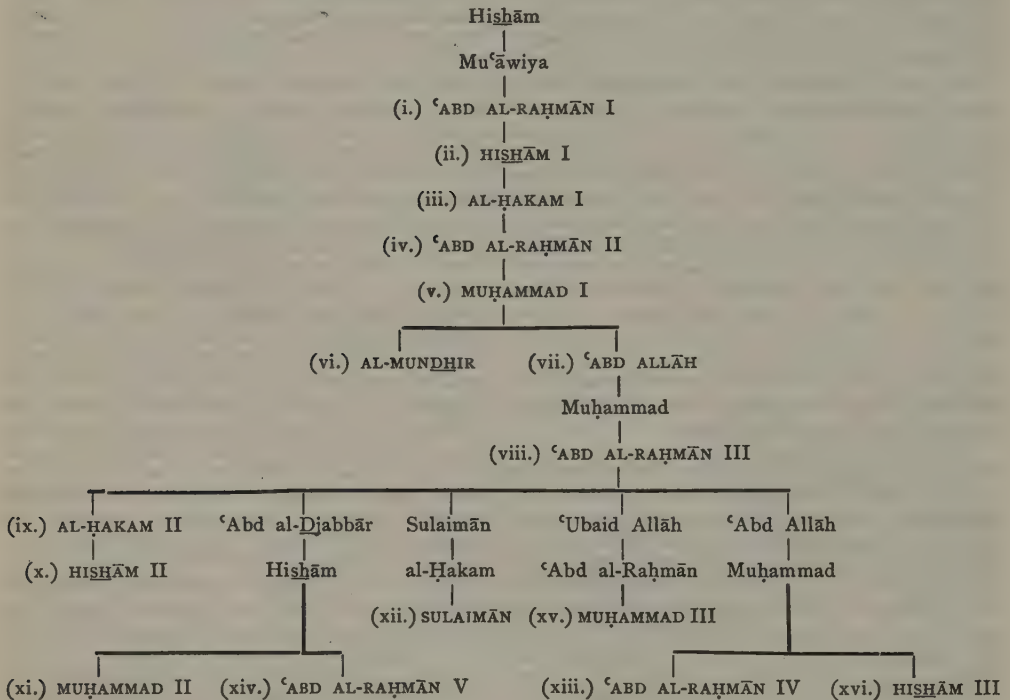 Hishām
Muʿāwiya
(i.) ʿABD AL-RAḤMĀN I
(ii.) HISHĀM I
(iii.) AL-ḤAKAM I
(iv.) ʿABD AL-RAḤMĀN II
(v.) MUḤAMMAD I
(vi.) AL-MUNDHIR (vii.) ʿABD ALLĀH
Muḥammad
(viii.) ʿABD AL-RAḤMĀN III
(ix.) AL-ḤAKAM II ʿAbd al-Djabbār Sulaimān ʿUbaid Allāh ʿAbd Allāh
(x.) HISHĀM II Hishām al-Ḥakam ʿAbd al-Raḥmān Muḥammad
(xii.) SULAIMĀN (xv.) MUḤAMMAD III
(xi.) MUḤAMMAD II (xiv.) ʿABD AL-RAḤMĀN V (xiii.) ʿABD AL-RAḤMĀN IV (xvi.) HISHĀM III